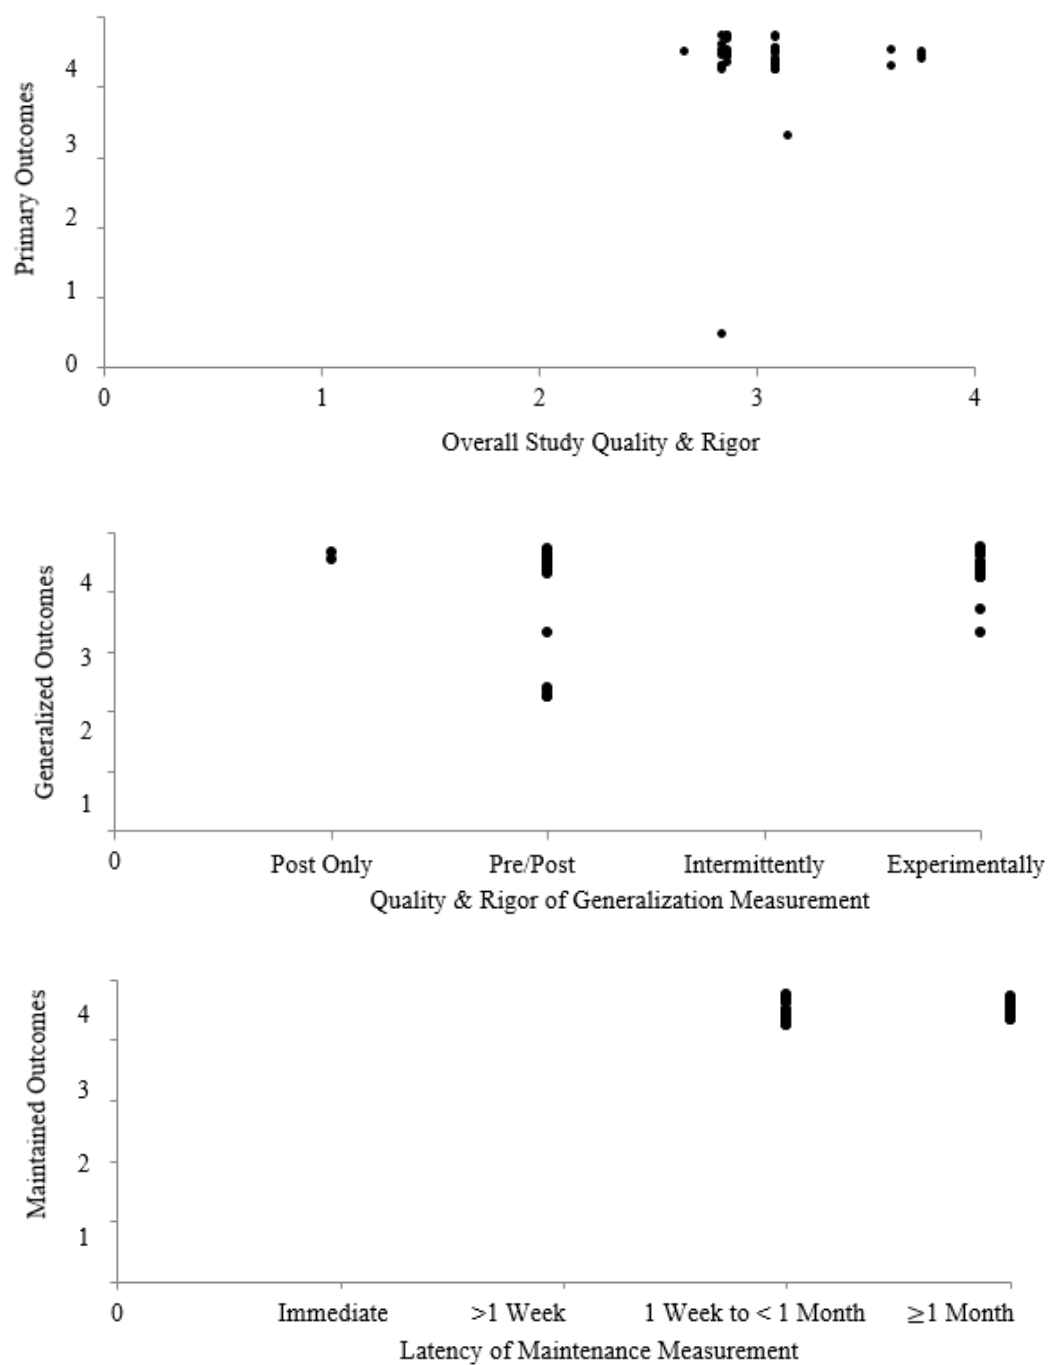 Primary Outcomes
4
3
2
1
0
0 1 2 3 4
Overall Study Quality & Rigor
Generalized Outcomes
4
3
2
1
0 Post Only Pre/Post Intermittently Experimentally
Quality & Rigor of Generalization Measurement
Maintained Outcomes
4
3
2
1
0 Immediate >1 Week 1 Week to < 1 Month ≥1 Month
Latency of Maintenance Measurement